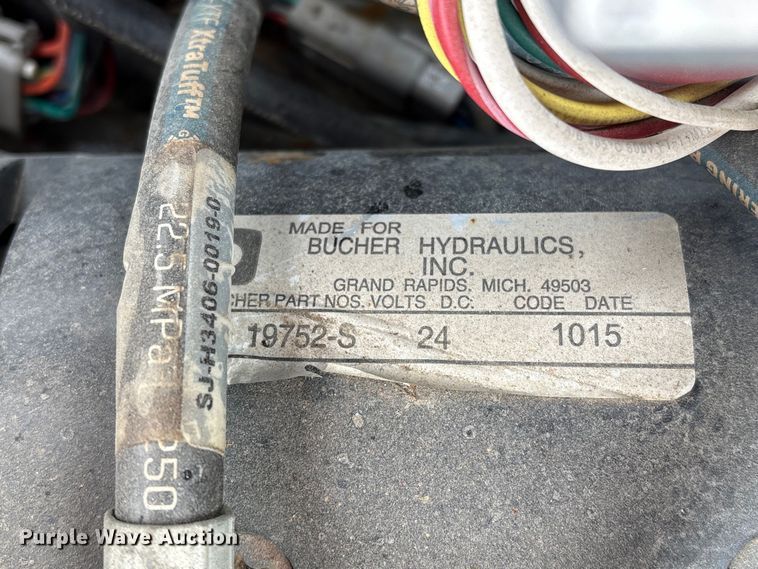 XtraTuff™
22.5 MPa
250
SJ-H3406-0019-0
MADE FOR
BUCHER HYDRAULICS,
INC.
GRAND RAPIDS, MICH. 49503
CHER PART NOS. VOLTS D.C. CODE DATE
19752-S 24 1015
Purple Wave Auction